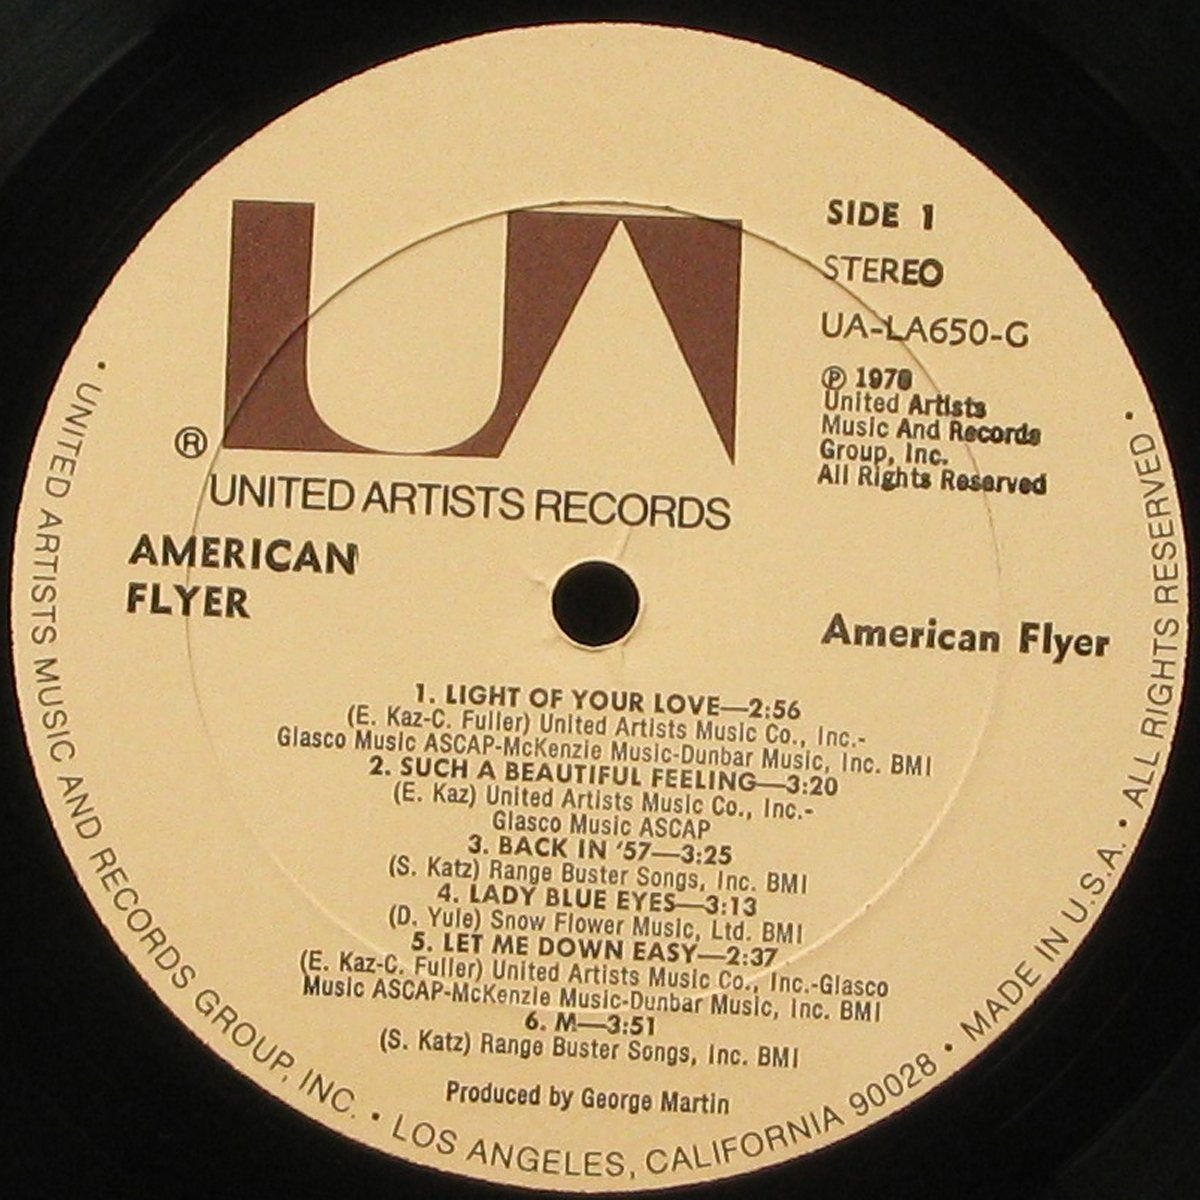 SIDE 1
STEREO
UA-LA650-G
℗ 1976
United Artists
Music And Records
Group, Inc.
All Rights Reserved
UA
®
UNITED ARTISTS RECORDS
AMERICAN
FLYER
American Flyer
1. LIGHT OF YOUR LOVE—2:56
(E. Kaz-C. Fuller) United Artists Music Co., Inc.-
Glasco Music ASCAP-McKenzie Music-Dunbar Music, Inc. BMI
2. SUCH A BEAUTIFUL FEELING—3:20
(E. Kaz) United Artists Music Co., Inc.-
Glasco Music ASCAP
3. BACK IN '57—3:25
(S. Katz) Range Buster Songs, Inc. BMI
4. LADY BLUE EYES—3:13
(D. Yule) Snow Flower Music, Ltd. BMI
5. LET ME DOWN EASY—2:37
(E. Kaz-C. Fuller) United Artists Music Co., Inc.-Glasco
Music ASCAP-McKenzie Music-Dunbar Music, Inc. BMI
6. M—3:51
(S. Katz) Range Buster Songs, Inc. BMI
Produced by George Martin
• UNITED ARTISTS MUSIC AND RECORDS GROUP, INC. • LOS ANGELES, CALIFORNIA 90028 • MADE IN U.S.A. • ALL RIGHTS RESERVED •